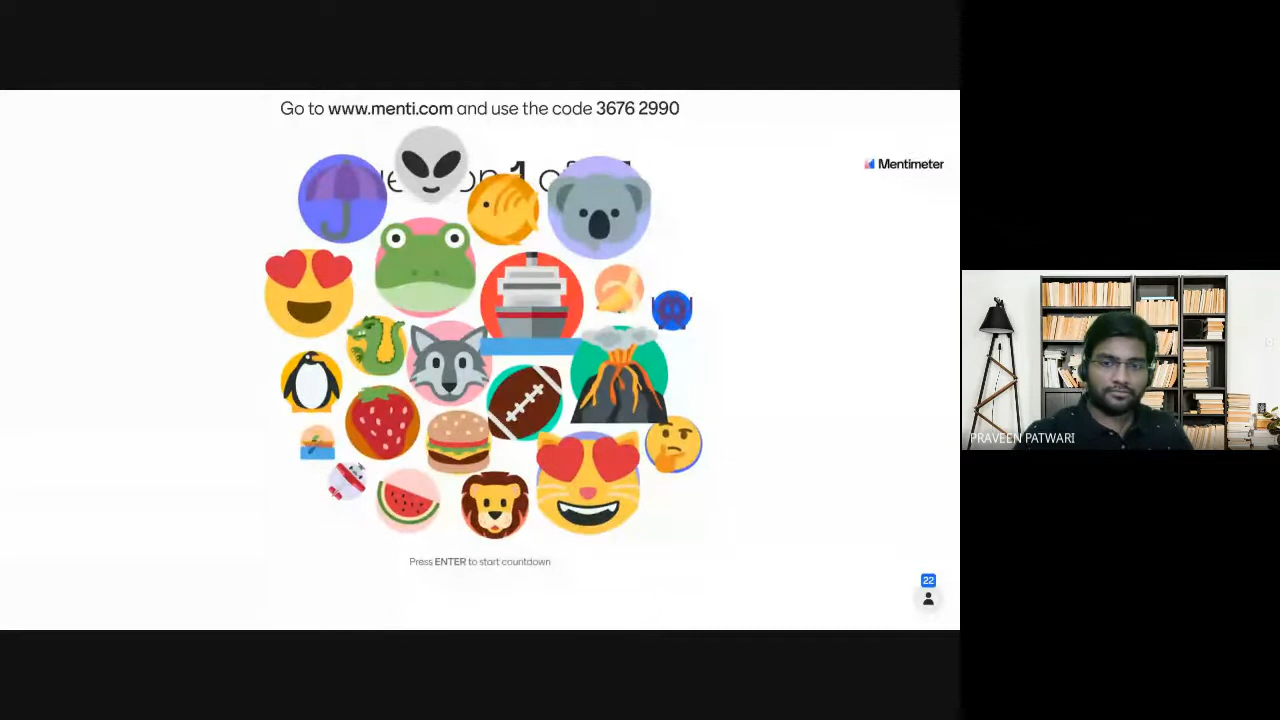 Go to www.menti.com and use the code 3676 2990
1
Mentimeter
PRAVEEN PATWARI
Press ENTER to start countdown
22